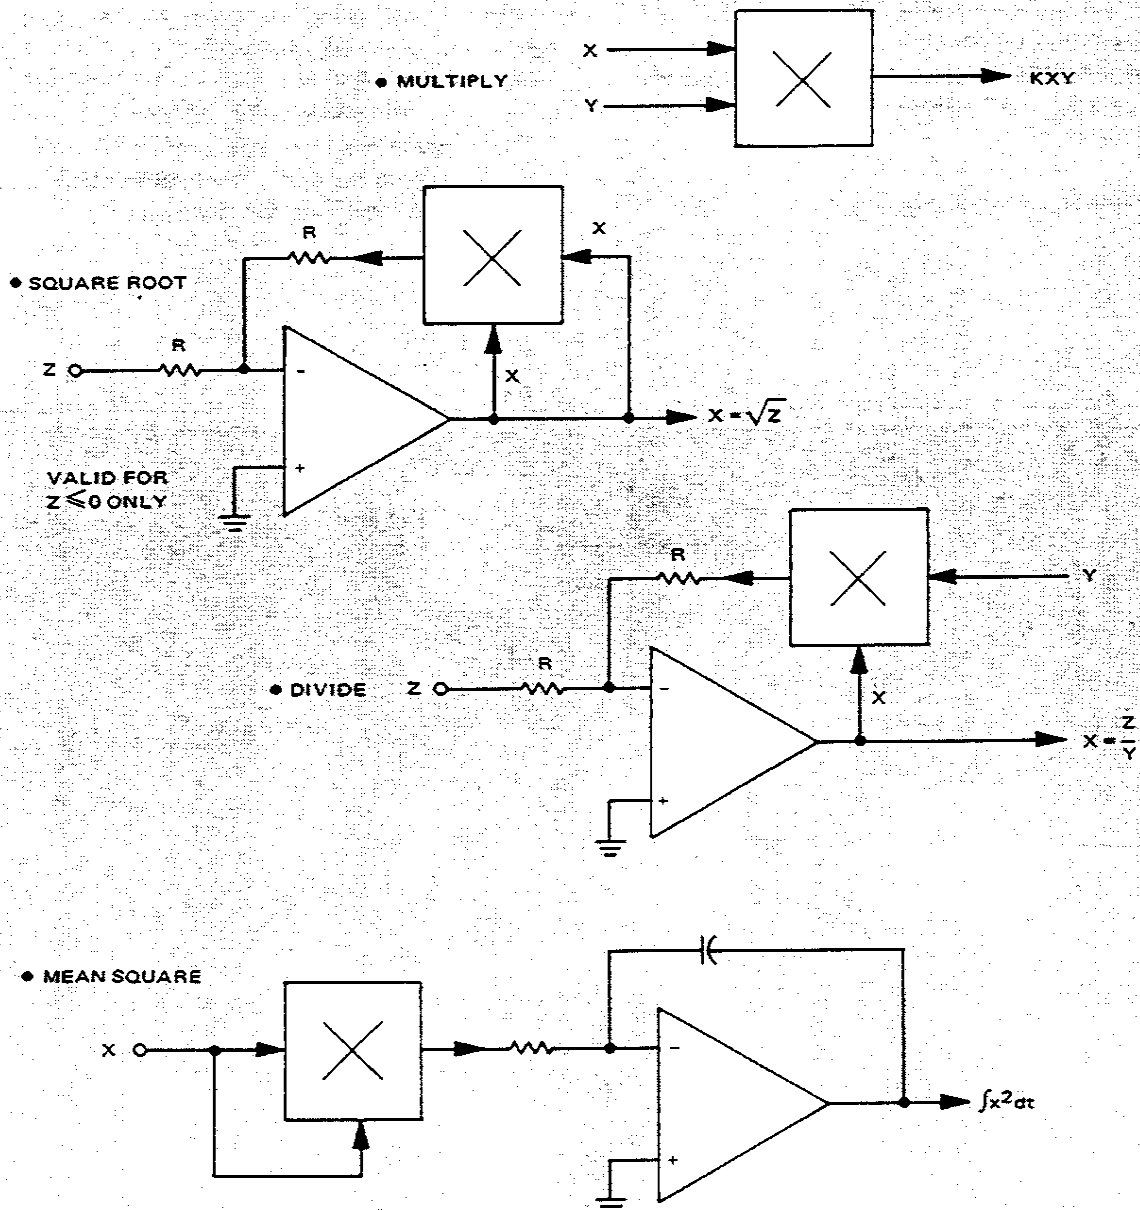 X
● MULTIPLY
Y
KXY
R
X
● SQUARE ROOT
R
Z
-
X
X = √Z
+
VALID FOR
Z ⩽ 0 ONLY
R
Y
R
● DIVIDE Z
-
X
X = Z/Y
+
● MEAN SQUARE
X
-
∫x²dt
+